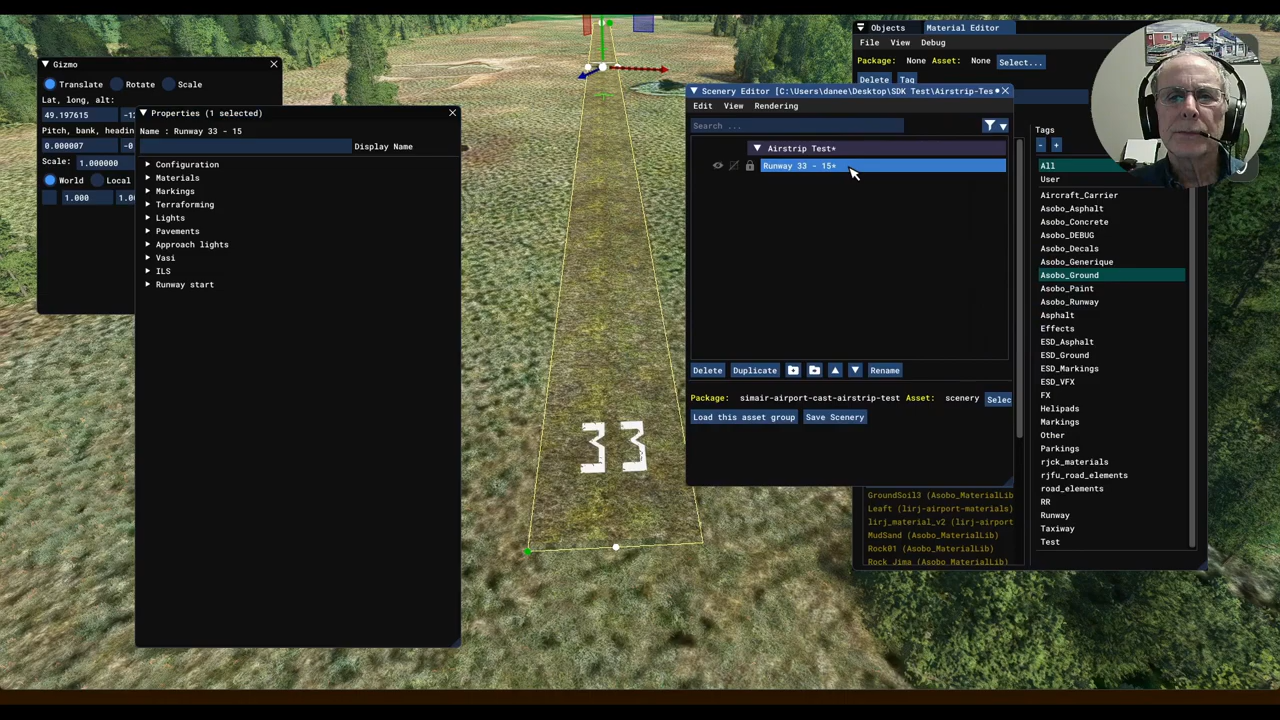 Gizmo
Translate Rotate Scale
Lat, long, alt:
49.197615
Pitch, bank, headin
0.000007
Scale: 1.000000
World Local
1.000
Properties (1 selected)
Name : Runway 33 - 15
Display Name
Configuration
Materials
Markings
Terraforming
Lights
Pavements
Approach lights
Vasi
ILS
Runway start
33
Objects Material Editor
File View Debug
Package: None Asset: None Select...
Delete Tag
Scenery Editor [C:\Users\danee\Desktop\SDK Test\Airstrip-Tes
Edit View Rendering
Search ...
Airstrip Test*
Runway 33 - 15*
Delete Duplicate Rename
Package: simair-airport-cast-airstrip-test Asset: scenery Selec
Load this asset group Save Scenery
GroundSoil3 (Asobo_MaterialLib
Leaft (lirj-airport-materials)
lirj_material_v2 (lirj-airport
MudSand (Asobo_MaterialLib)
Rock01 (Asobo_MaterialLib)
Rock_Jima (Asobo_MaterialLib)
Tags
- +
All
User
Aircraft_Carrier
Asobo_Asphalt
Asobo_Concrete
Asobo_DEBUG
Asobo_Decals
Asobo_Generique
Asobo_Ground
Asobo_Paint
Asobo_Runway
Asphalt
Effects
ESD_Asphalt
ESD_Ground
ESD_Markings
ESD_VFX
FX
Helipads
Markings
Other
Parkings
rjck_materials
rjfu_road_elements
road_elements
RR
Runway
Taxiway
Test